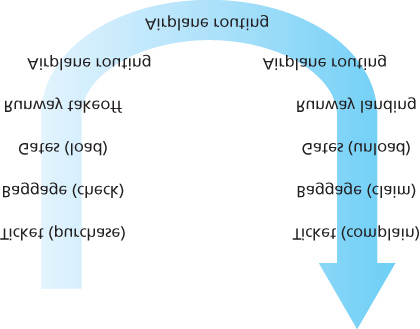 Airplane routing
Airplane routing
Airplane routing
Runway takeoff
Runway landing
Gates (load)
Gates (unload)
Baggage (check)
Baggage (claim)
Ticket (purchase)
Ticket (complain)